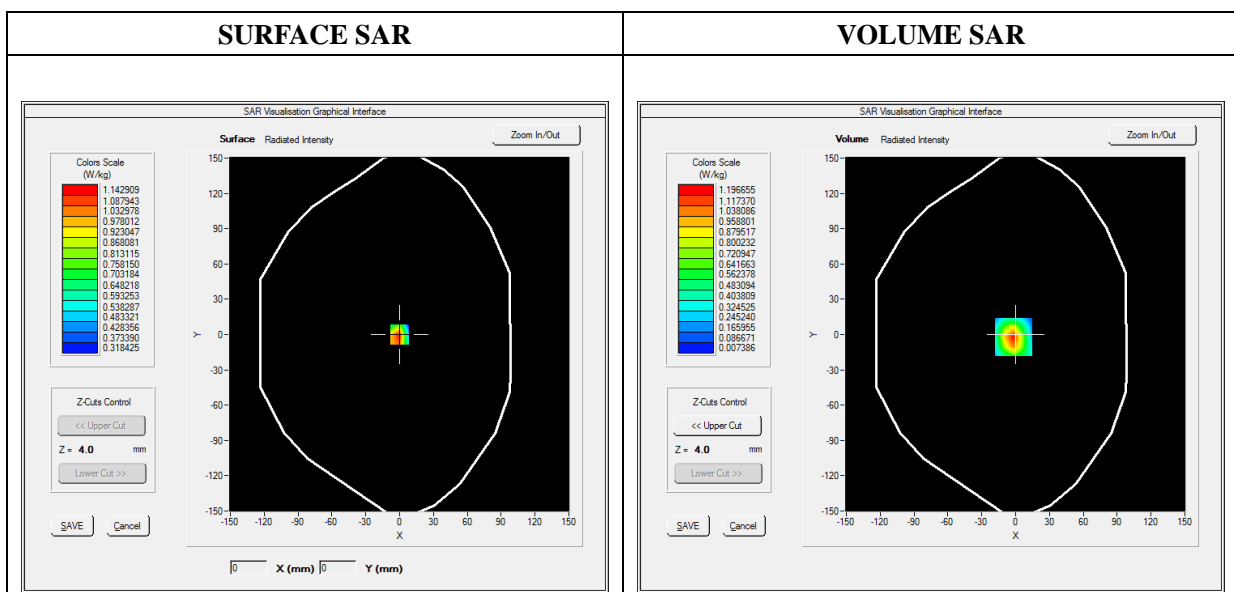 SURFACE SAR
VOLUME SAR
SAR Visualisation Graphical Interface
Surface Radiated Intensity
Zoom In/Out
Colors Scale
(W/kg)
1.142909
1.087943
1.032978
0.978012
0.923047
0.868081
0.813115
0.758150
0.703184
0.648218
0.593253
0.538287
0.483321
0.428356
0.373390
0.318425
Z-Cuts Control
<< Upper Cut
Z = 4.0 mm
Lower Cut >>
SAVE Cancel
150
120
90
60
30
0
-30
-60
-90
-120
-150
Y
-150 -120 -90 -60 -30 0 30 60 90 120 150
X
0 X (mm) 0 Y (mm)
SAR Visualisation Graphical Interface
Volume Radiated Intensity
Zoom In/Out
Colors Scale
(W/kg)
1.196655
1.117370
1.038086
0.958801
0.879517
0.800232
0.720947
0.641663
0.562378
0.483094
0.403809
0.324525
0.245240
0.165955
0.086671
0.007386
Z-Cuts Control
<< Upper Cut
Z = 4.0 mm
Lower Cut >>
SAVE Cancel
150
120
90
60
30
0
-30
-60
-90
-120
-150
Y
-150 -120 -90 -60 -30 0 30 60 90 120 150
X